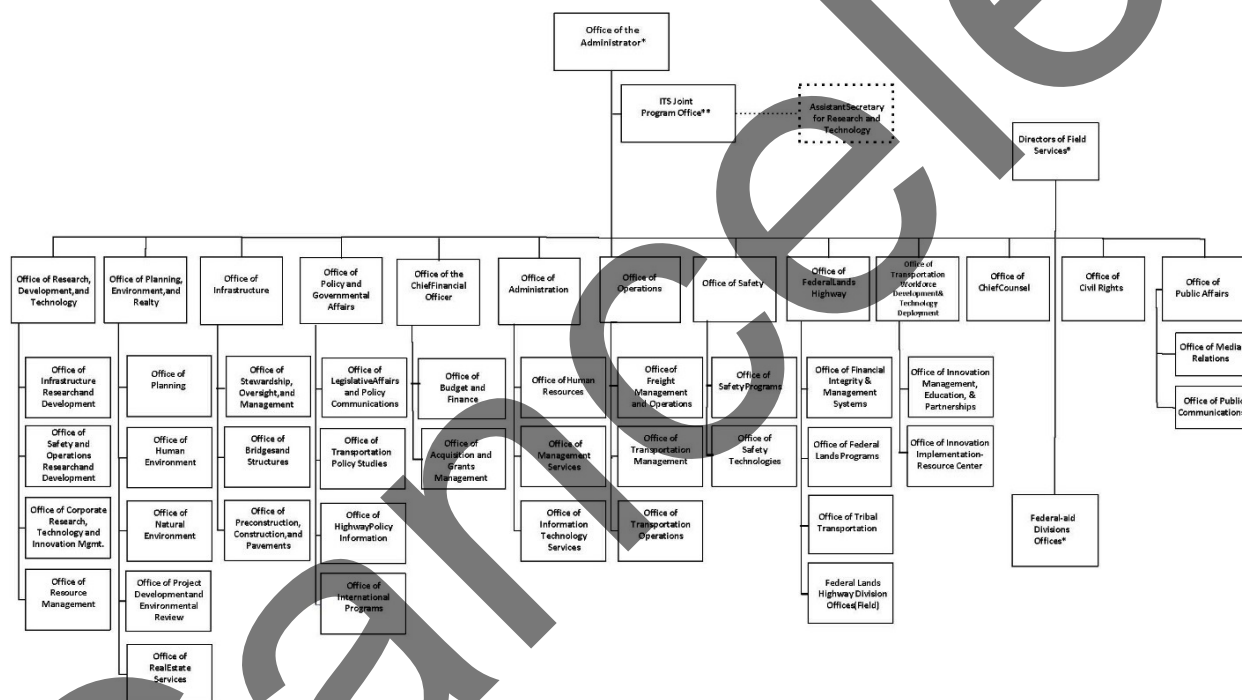 Office of the
Administrator*
ITS Joint
Program Office**
AssistantSecretary
for Research and
Technology
Directors of Field
Services*
Office of Research,
Development,and
Technology
Office of Planning,
Environment,and
Realty
Office of
Infrastructure
Office of
Policy and
Governmental
Affairs
Office of the
ChiefFinancial
Officer
Office of
Administration
Office of
Operations
Office of Safety
Office of
FederalLands
Highway
Office of
Transportation
Workforce
Development&
Technology
Deployment
Office of
ChiefCounsel
Office of
Civil Rights
Office of
Public Affairs
Office of
Infrastructure
Researchand
Development
Office of
Safety and
Operations
Researchand
Development
Office of Corporate
Research,
Technology and
Innovation Mgmt.
Office of
Resource
Management
Office of
Planning
Office of
Human
Environment
Office of
Natural
Environment
Office of Project
Developmentand
Environmental
Review
Office of
RealEstate
Services
Office of
Stewardship,
Oversight,and
Management
Office of
Bridgesand
Structures
Office of
Preconstruction,
Construction,and
Pavements
Office of
LegislativeAffairs
and Policy
Communications
Office of
Transportation
Policy Studies
Office of
HighwayPolicy
Information
Office of
International
Programs
Office of
Budget and
Finance
Office of
Acquisition and
Grants
Management
Office of Human
Resources
Office of
Management
Services
Office of
Information
Technology
Services
Officeof
Freight
Management
and Operations
Office of
Transportation
Management
Office of
Transportation
Operations
Office of
SafetyPrograms
Office of
Safety
Technologies
Office of Financial
Integrity &
Management
Systems
Office of Federal
Lands Programs
Office of Tribal
Transportation
Federal Lands
Highway Division
Offices(Field)
Office of Innovation
Management,
Education, &
Partnerships
Office of Innovation
Implementation-
Resource Center
Federal-aid
Divisions
Offices*
Office of Media
Relations
Office of Public
Communications